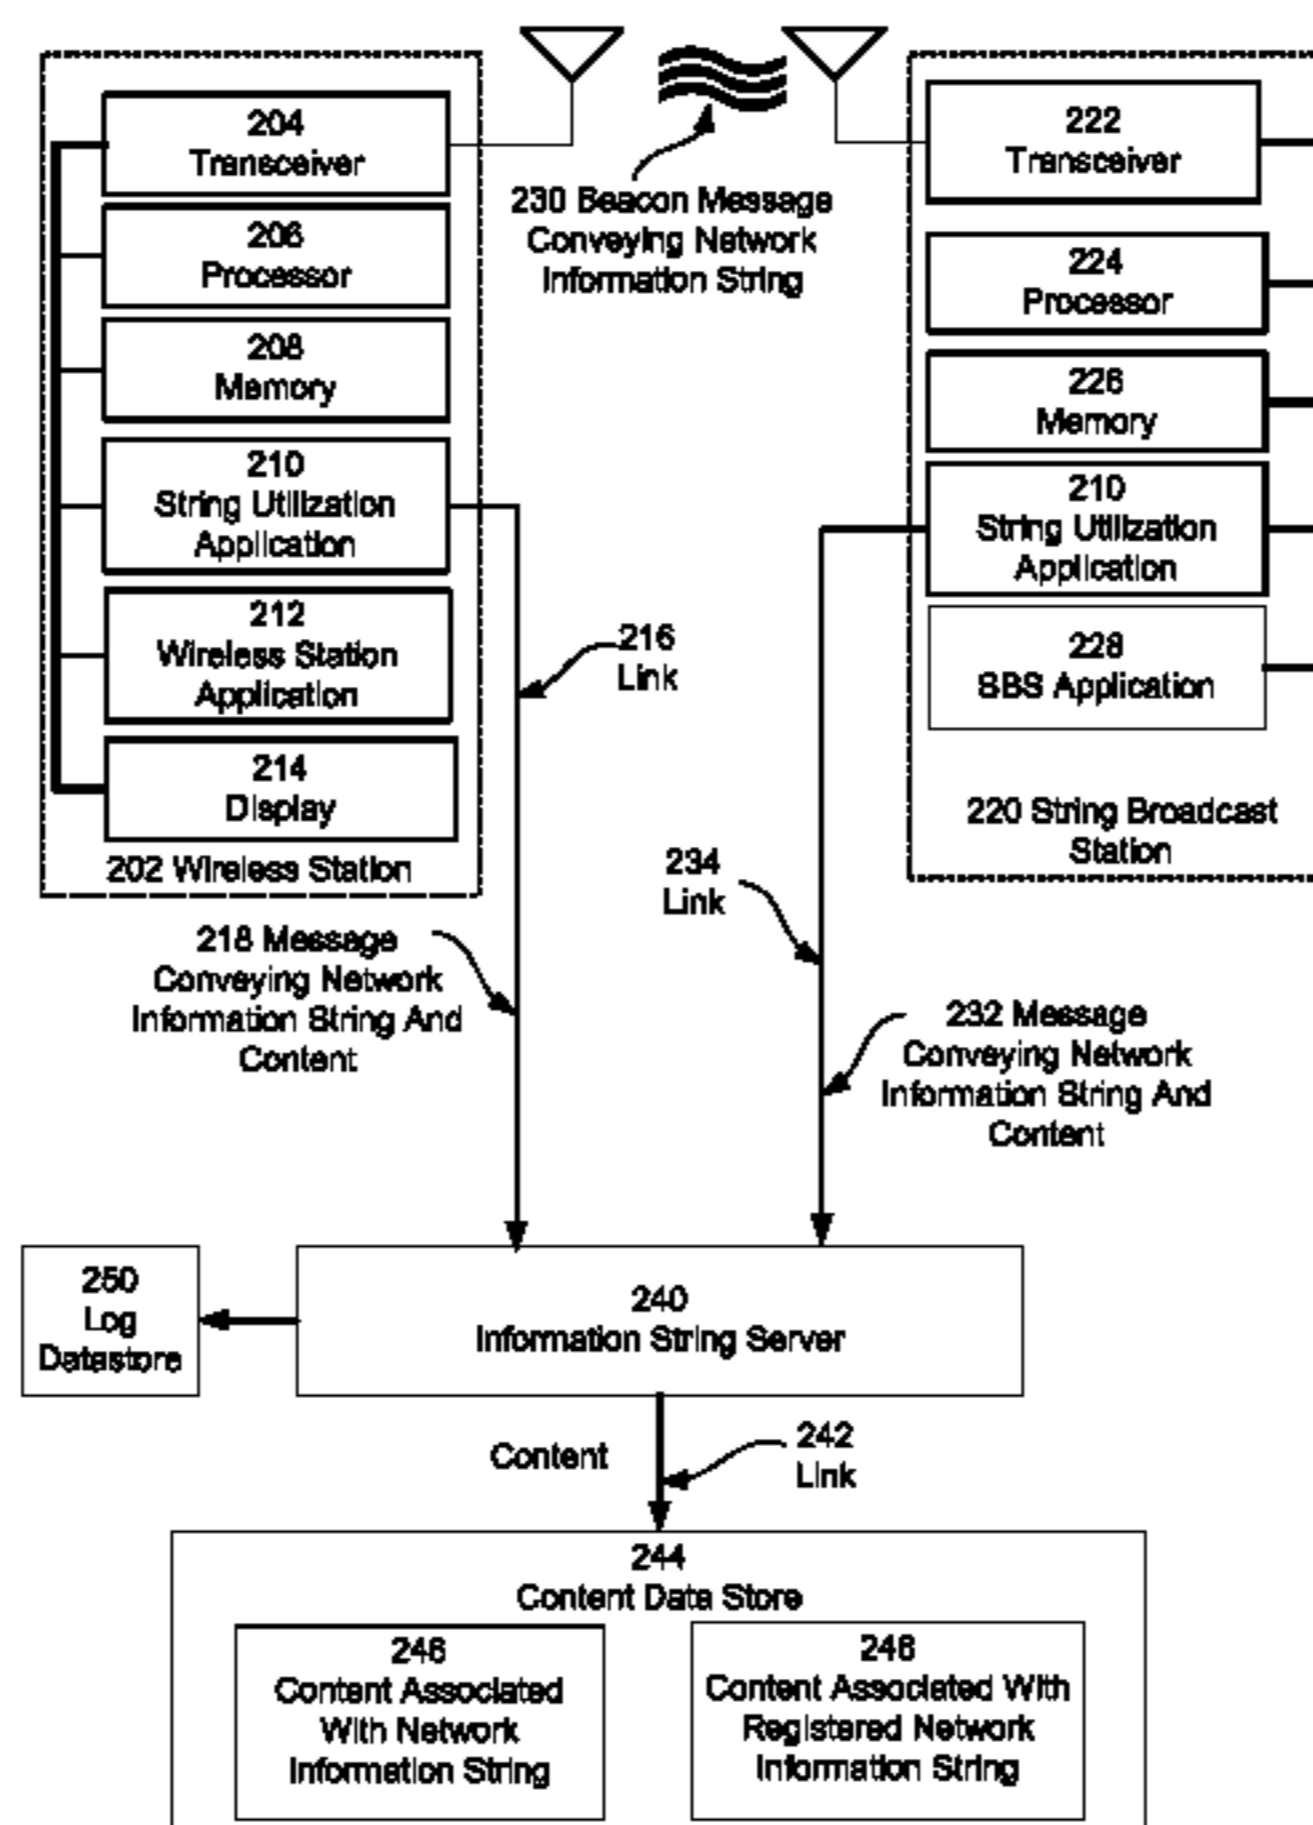 204
Transceiver
206
Processor
208
Memory
210
String Utilization
Application
212
Wireless Station
Application
214
Display
202 Wireless Station
230 Beacon Message
Conveying Network
Information String
222
Transceiver
224
Processor
226
Memory
210
String Utilization
Application
228
SBS Application
220 String Broadcast
Station
216
Link
234
Link
218 Message
Conveying Network
Information String And
Content
232 Message
Conveying Network
Information String And
Content
250
Log
Datastore
240
Information String Server
Content
242
Link
244
Content Data Store
246
Content Associated
With Network
Information String
Content Associated With
Registered Network
Information String